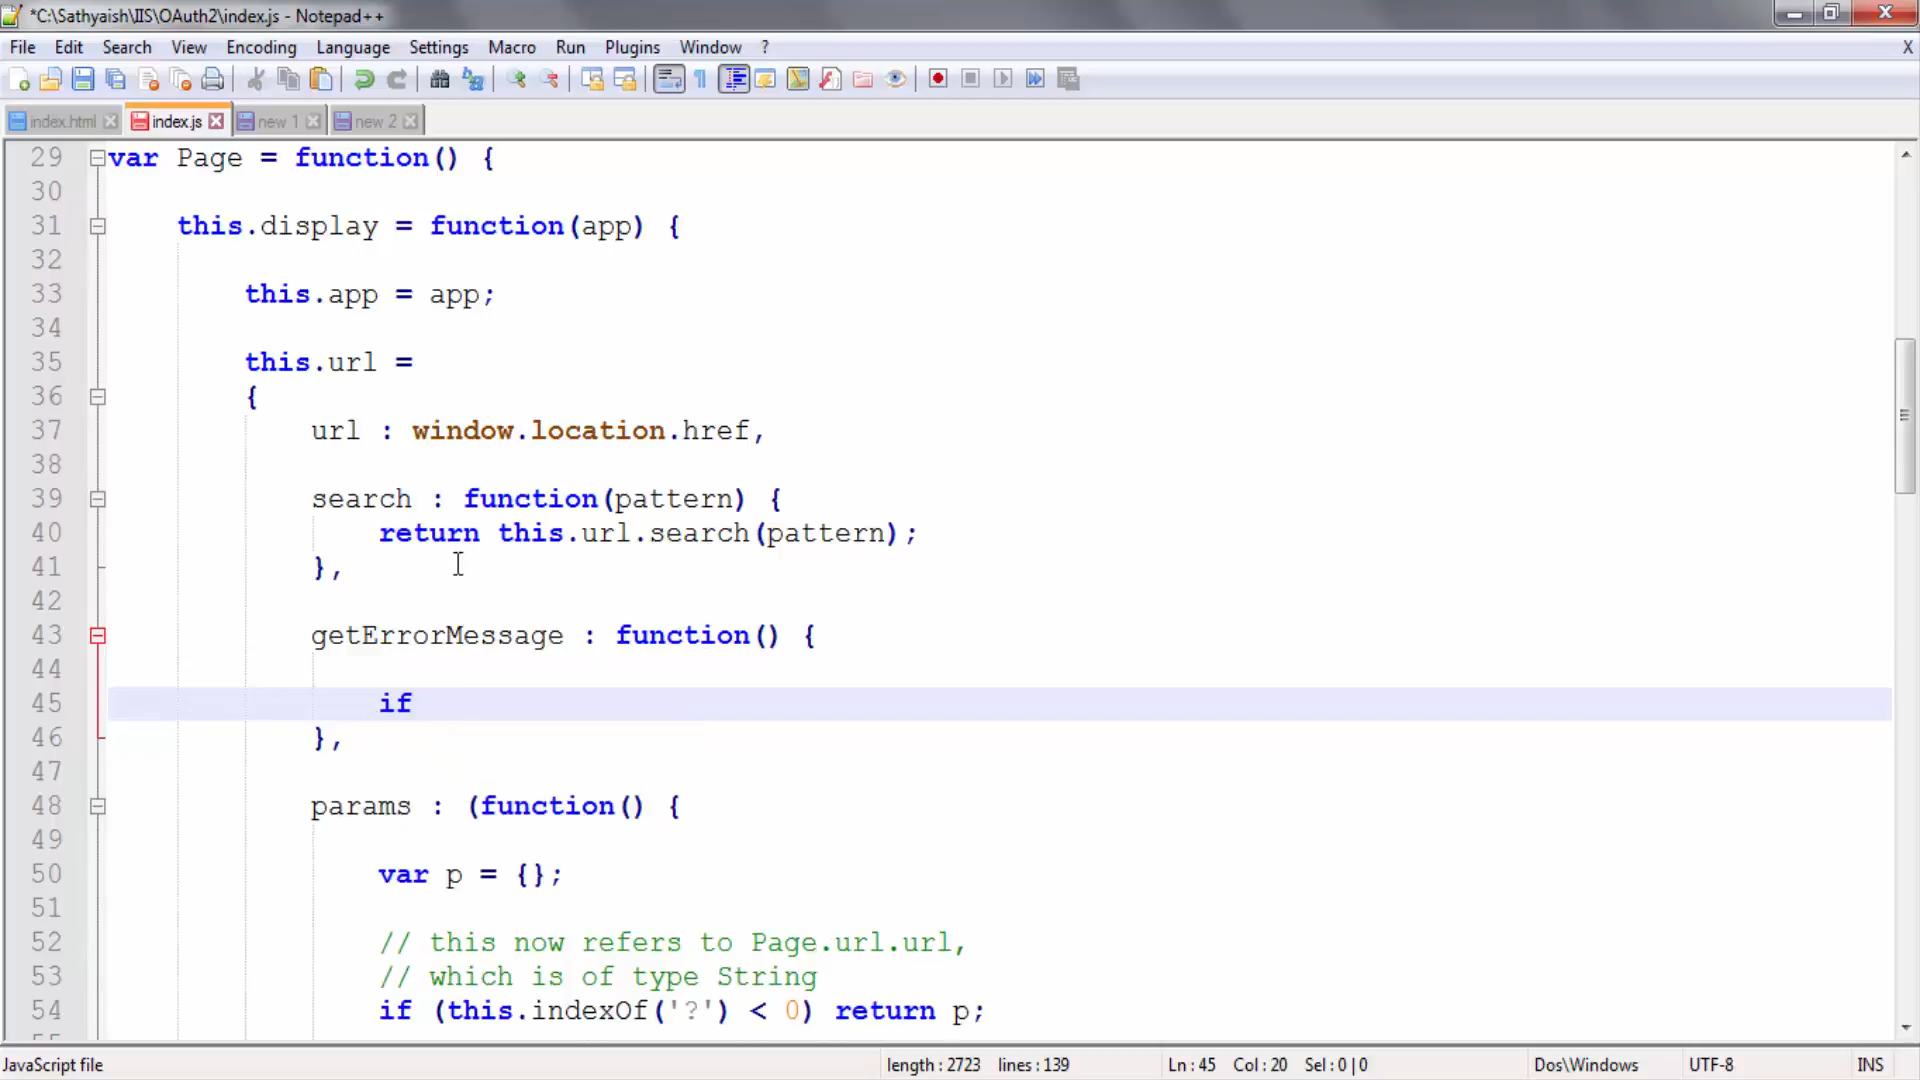 *C:\Sathyaish\IIS\OAuth2\index.js - Notepad++
File Edit Search View Encoding Language Settings Macro Run Plugins Window ? X
index.html index.js new 1 new 2
29 var Page = function() {
30
31 this.display = function(app) {
32
33 this.app = app;
34
35 this.url =
36 {
37 url : window.location.href,
38
39 search : function(pattern) {
40 return this.url.search(pattern);
41 },
42
43 getErrorMessage : function() {
44
45 if
46 },
47
48 params : (function() {
49
50 var p = {};
51
52 // this now refers to Page.url.url,
53 // which is of type String
54 if (this.indexOf('?') < 0) return p;
JavaScript file length : 2723 lines : 139 Ln : 45 Col : 20 Sel : 0 | 0 Dos\Windows UTF-8 INS